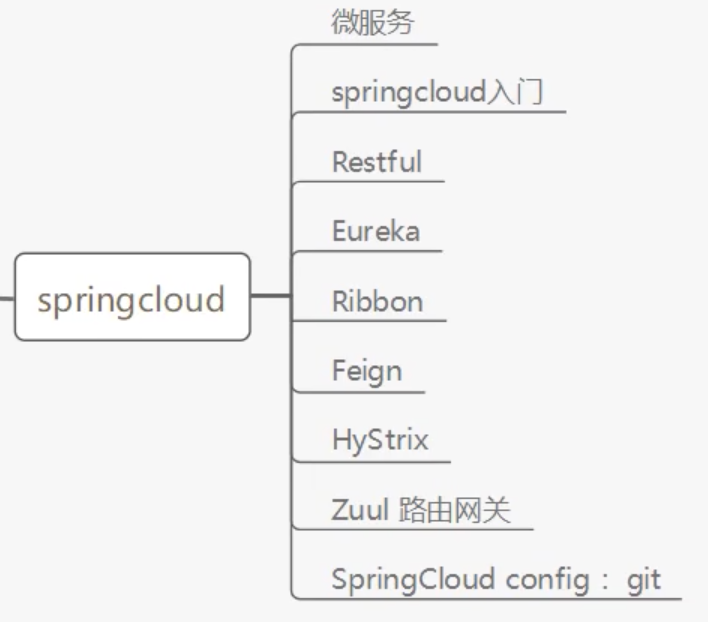 微服务
springcloud入门
Restful
Eureka
Ribbon
springcloud
Feign
HyStrix
Zuul 路由网关
SpringCloud config： git